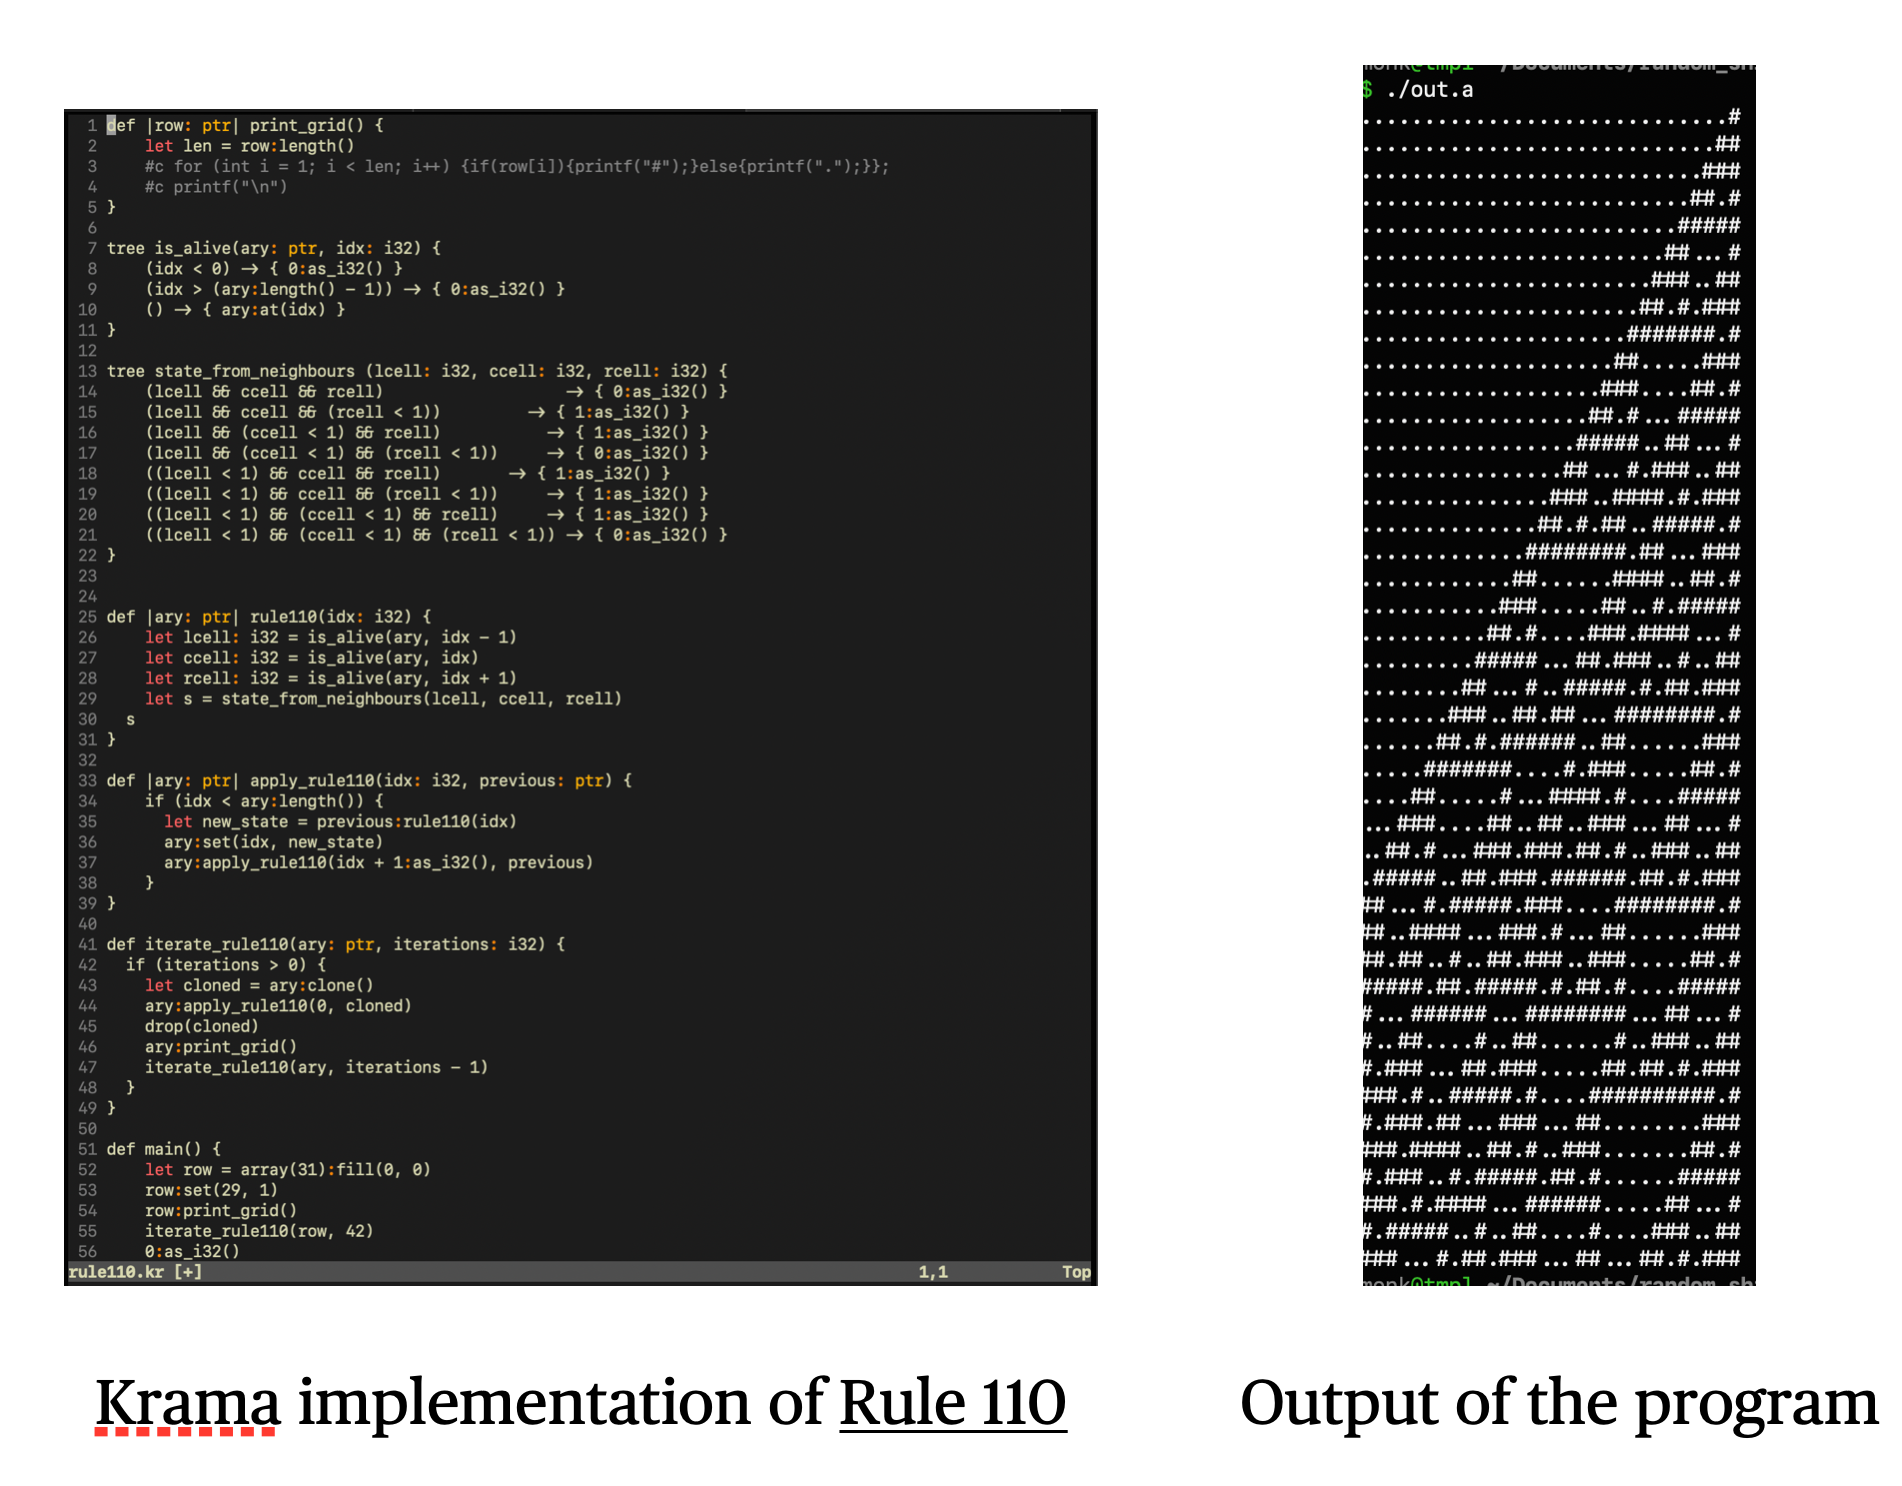 1 def |row: ptr| print_grid() {
2     let len = row:length()
3     #c for (int i = 1; i < len; i++) {if(row[i]){printf("#");}else{printf(".");}};
4     #c printf("\n")
5 }
6
7 tree is_alive(ary: ptr, idx: i32) {
8     (idx < 0) -> { 0:as_i32() }
9     (idx > (ary:length() - 1)) -> { 0:as_i32() }
10     () -> { ary:at(idx) }
11 }
12
13 tree state_from_neighbours (lcell: i32, ccell: i32, rcell: i32) {
14     (lcell && ccell && rcell)                   -> { 0:as_i32() }
15     (lcell && ccell && (rcell < 1))         -> { 1:as_i32() }
16     (lcell && (ccell < 1) && rcell)           -> { 1:as_i32() }
17     (lcell && (ccell < 1) && (rcell < 1))     -> { 0:as_i32() }
18     ((lcell < 1) && ccell && rcell)       -> { 1:as_i32() }
19     ((lcell < 1) && ccell && (rcell < 1))     -> { 1:as_i32() }
20     ((lcell < 1) && (ccell < 1) && rcell)     -> { 1:as_i32() }
21     ((lcell < 1) && (ccell < 1) && (rcell < 1)) -> { 0:as_i32() }
22 }
23
24
25 def |ary: ptr| rule110(idx: i32) {
26     let lcell: i32 = is_alive(ary, idx - 1)
27     let ccell: i32 = is_alive(ary, idx)
28     let rcell: i32 = is_alive(ary, idx + 1)
29     let s = state_from_neighbours(lcell, ccell, rcell)
30   s
31 }
32
33 def |ary: ptr| apply_rule110(idx: i32, previous: ptr) {
34     if (idx < ary:length()) {
35       let new_state = previous:rule110(idx)
36       ary:set(idx, new_state)
37       ary:apply_rule110(idx + 1:as_i32(), previous)
38     }
39 }
40
41 def iterate_rule110(ary: ptr, iterations: i32) {
42   if (iterations > 0) {
43     let cloned = ary:clone()
44     ary:apply_rule110(0, cloned)
45     drop(cloned)
46     ary:print_grid()
47     iterate_rule110(ary, iterations - 1)
48   }
49 }
50
51 def main() {
52     let row = array(31):fill(0, 0)
53     row:set(29, 1)
54     row:print_grid()
55     iterate_rule110(row, 42)
56     0:as_i32()
rule110.kr [+] 1,1 Top
Krama implementation of Rule 110
monk@tmpl ~/Documents/random_sh
$ ./out.a
.............................#
............................##
...........................###
..........................##.#
.........................#####
........................##...#
.......................###..##
......................##.#.###
.....................#######.#
....................##.....###
...................###....##.#
..................##.#...#####
.................#####..##...#
................##...#.###..##
...............###..####.#.###
..............##.#.##..#####.#
.............########.##...###
............##......####..##.#
...........###.....##..#.#####
..........##.#....###.####...#
.........#####...##.###..#..##
........##...#..#####.#.##.###
.......###..##.##...########.#
......##.#.######..##......###
.....#######....#.###.....##.#
....##.....#...####.#....#####
...###....##..##..###...##...#
..##.#...###.###.##.#..###..##
.#####..##.###.######.##.#.###
##...#.#####.###....########.#
##..####...###.#...##......###
##.##..#..##.###..###.....##.#
#####.##.#####.#.##.#....#####
#...######...########...##...#
#..##....#..##......#..###..##
#.###...##.###.....##.##.#.###
###.#..#####.#....##########.#
#.###.##...###...##........###
###.####..##.#..###.......##.#
#.###..#.#####.##.#......#####
###.#.####...######.....##...#
#.#####..#..##....#....###..##
###...#.##.###...##...##.#.###
monk@tmpl ~/Documents/random_sh
Output of the program